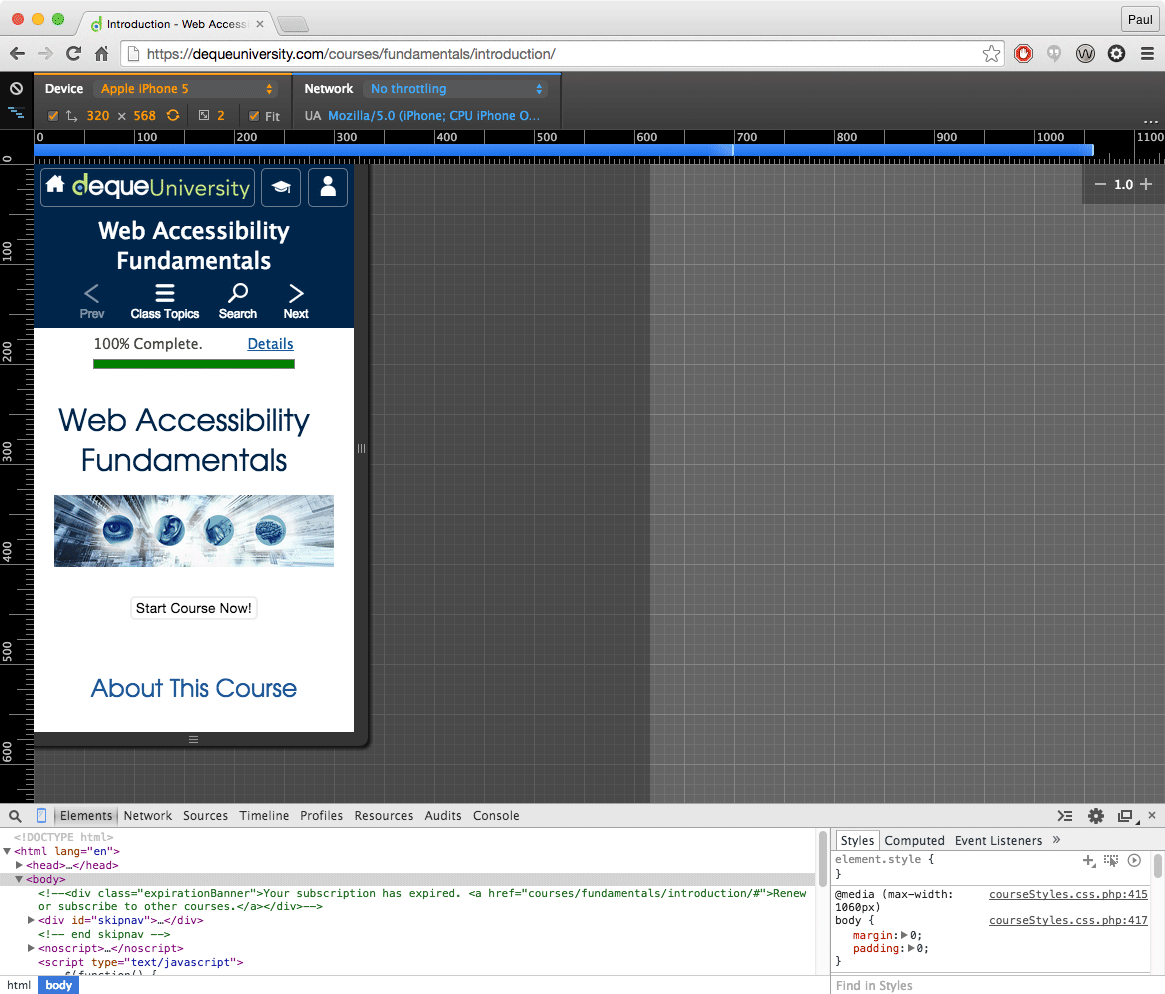 Introduction - Web Access
Paul
https://dequeuniversity.com/courses/fundamentals/introduction/
Device Apple iPhone 5 Network No throttling
320 × 568 2 Fit UA Mozilla/5.0 (iPhone; CPU iPhone O...
...
0 100 200 300 400 500 600 700 800 900 1000 1100
0
100
200
300
400
500
600
1.0
dequeUniversity
Web Accessibility
Fundamentals
Prev Class Topics Search Next
100% Complete. Details
Web Accessibility
Fundamentals
Start Course Now!
About This Course
Elements Network Sources Timeline Profiles Resources Audits Console
<!DOCTYPE html>
<html lang="en">
<head>…</head>
<body>
<!--<div class="expirationBanner">Your subscription has expired. <a href="courses/fundamentals/introduction/#">Renew
or subscribe to other courses.</a></div>-->
<div id="skipnav">…</div>
<!-- end skipnav -->
<noscript>…</noscript>
<script type="text/javascript">
$(function() {
html body
Styles Computed Event Listeners »
element.style {
}
@media (max-width: courseStyles.css.php:415
1060px)
body { courseStyles.css.php:417
margin: 0;
padding: 0;
}
Find in Styles